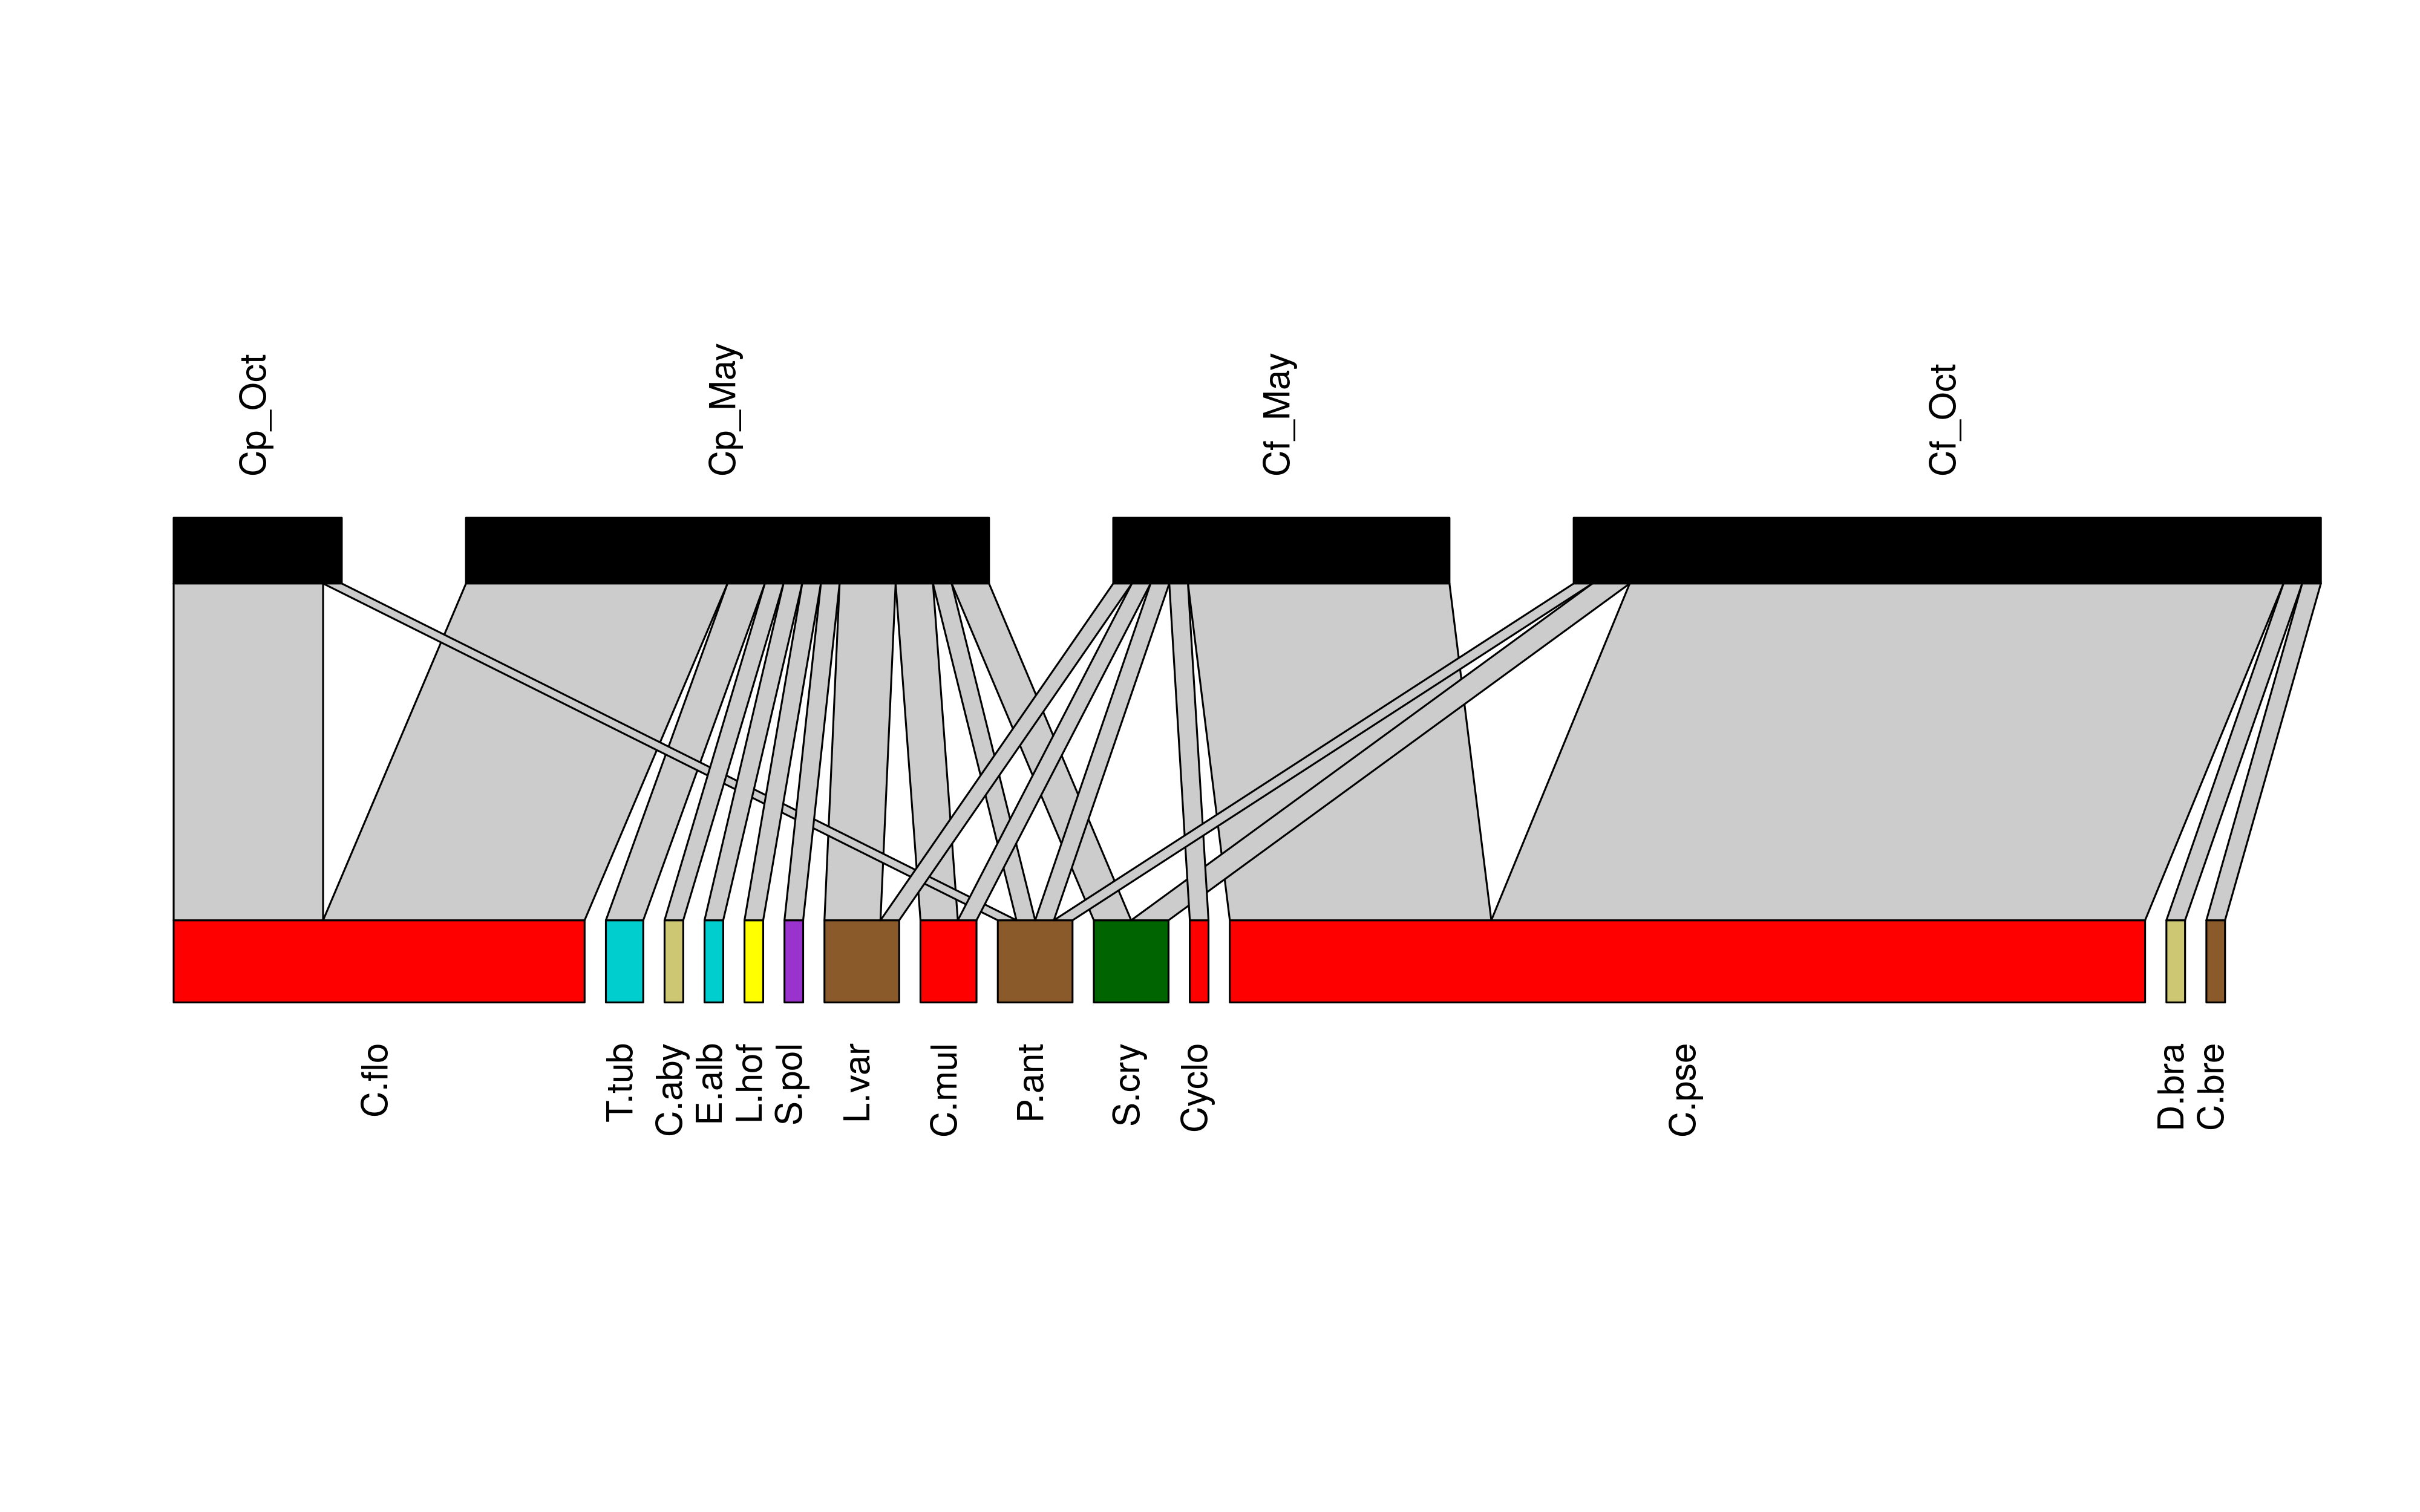 Cp_Oct
Cp_May
Cf_May
Cf_Oct
C.flo
T.tub
C.aby
E.alb
L.hof
S.pol
L.var
C.mul
P.ant
S.cry
Cyclo
C.pse
D.bra
C.bre